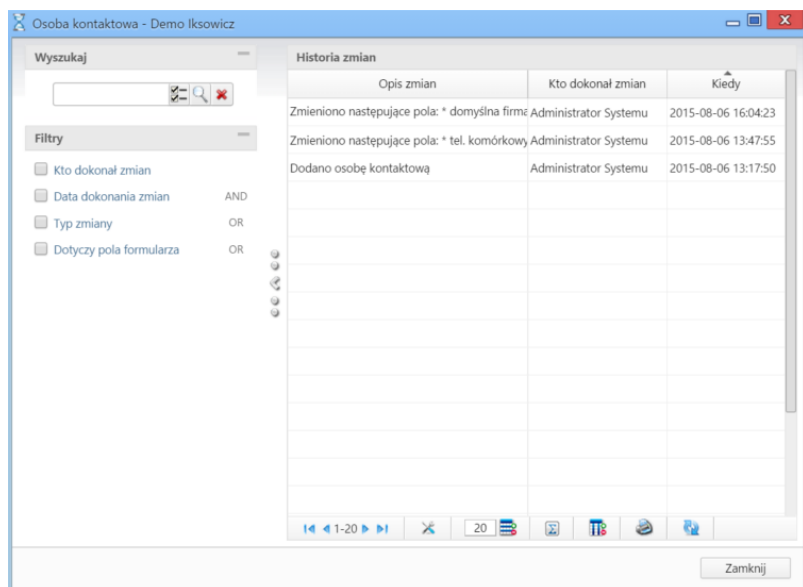 Osoba kontaktowa - Demo Iksowicz
Wyszukaj
Filtry
Kto dokonał zmian
Data dokonania zmian AND
Typ zmiany OR
Dotyczy pola formularza OR
Historia zmian
Opis zmian Kto dokonał zmian Kiedy
Zmieniono następujące pola: * domyślna firma Administrator Systemu 2015-08-06 16:04:23
Zmieniono następujące pola: * tel. komórkowy Administrator Systemu 2015-08-06 13:47:55
Dodano osobę kontaktową Administrator Systemu 2015-08-06 13:17:50
1-20 20
Zamknij